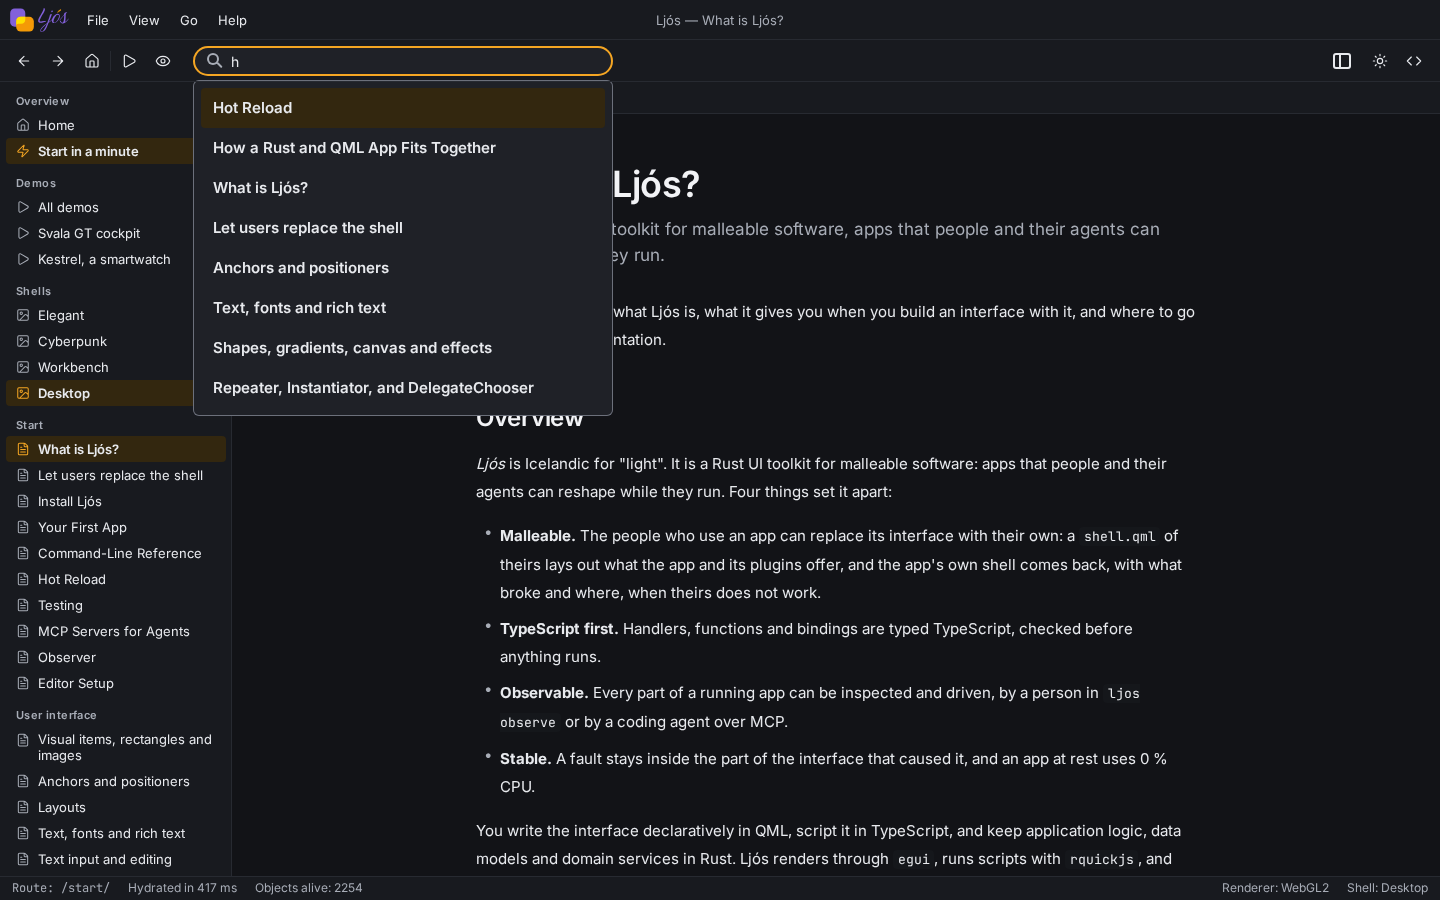 Ljós
File View Go Help
Ljós — What is Ljós?
h
Hot Reload
How a Rust and QML App Fits Together
What is Ljós?
Let users replace the shell
Anchors and positioners
Text, fonts and rich text
Shapes, gradients, canvas and effects
Repeater, Instantiator, and DelegateChooser
Overview
Home
Start in a minute
Demos
All demos
Svala GT cockpit
Kestrel, a smartwatch
Shells
Elegant
Cyberpunk
Workbench
Desktop
Start
What is Ljós?
Let users replace the shell
Install Ljós
Your First App
Command-Line Reference
Hot Reload
Testing
MCP Servers for Agents
Observer
Editor Setup
User interface
Visual items, rectangles and
images
Anchors and positioners
Layouts
Text, fonts and rich text
Text input and editing
Ljós?
toolkit for malleable software, apps that people and their agents can
ey run.
what Ljós is, what it gives you when you build an interface with it, and where to go
ntation.
Overview
Ljós is Icelandic for "light". It is a Rust UI toolkit for malleable software: apps that people and their
agents can reshape while they run. Four things set it apart:
• Malleable. The people who use an app can replace its interface with their own: a shell.qml of
theirs lays out what the app and its plugins offer, and the app's own shell comes back, with what
broke and where, when theirs does not work.
• TypeScript first. Handlers, functions and bindings are typed TypeScript, checked before
anything runs.
• Observable. Every part of a running app can be inspected and driven, by a person in ljos
observe or by a coding agent over MCP.
• Stable. A fault stays inside the part of the interface that caused it, and an app at rest uses 0 %
CPU.
You write the interface declaratively in QML, script it in TypeScript, and keep application logic, data
models and domain services in Rust. Ljós renders through egui, runs scripts with rquickjs, and
Route: /start/ Hydrated in 417 ms Objects alive: 2254
Renderer: WebGL2 Shell: Desktop